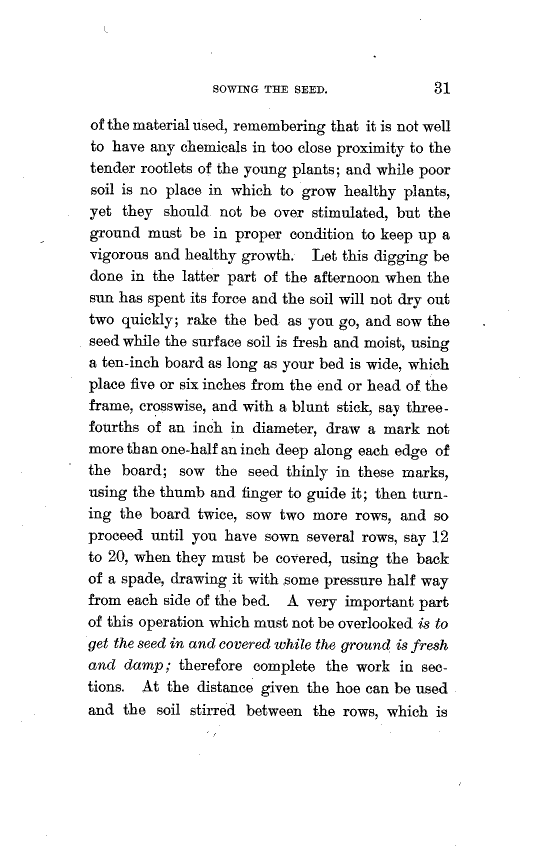 SOWING THE SEED. 31
of the material used, remembering that it is not well
to have any chemicals in too close proximity to the
tender rootlets of the young plants; and while poor
soil is no place in which to grow healthy plants,
yet they should not be over stimulated, but the
ground must be in proper condition to keep up a
vigorous and healthy growth. Let this digging be
done in the latter part of the afternoon when the
sun has spent its force and the soil will not dry out
two quickly; rake the bed as you go, and sow the
seed while the surface soil is fresh and moist, using
a ten-inch board as long as your bed is wide, which
place five or six inches from the end or head of the
frame, crosswise, and with a blunt stick, say three-
fourths of an inch in diameter, draw a mark not
more than one-half an inch deep along each edge of
the board; sow the seed thinly in these marks,
using the thumb and finger to guide it; then turn-
ing the board twice, sow two more rows, and so
proceed until you have sown several rows, say 12
to 20, when they must be covered, using the back
of a spade, drawing it with some pressure half way
from each side of the bed. A very important part
of this operation which must not be overlooked is to
get the seed in and covered while the ground is fresh
and damp; therefore complete the work in sec-
tions. At the distance given the hoe can be used
and the soil stirred between the rows, which is